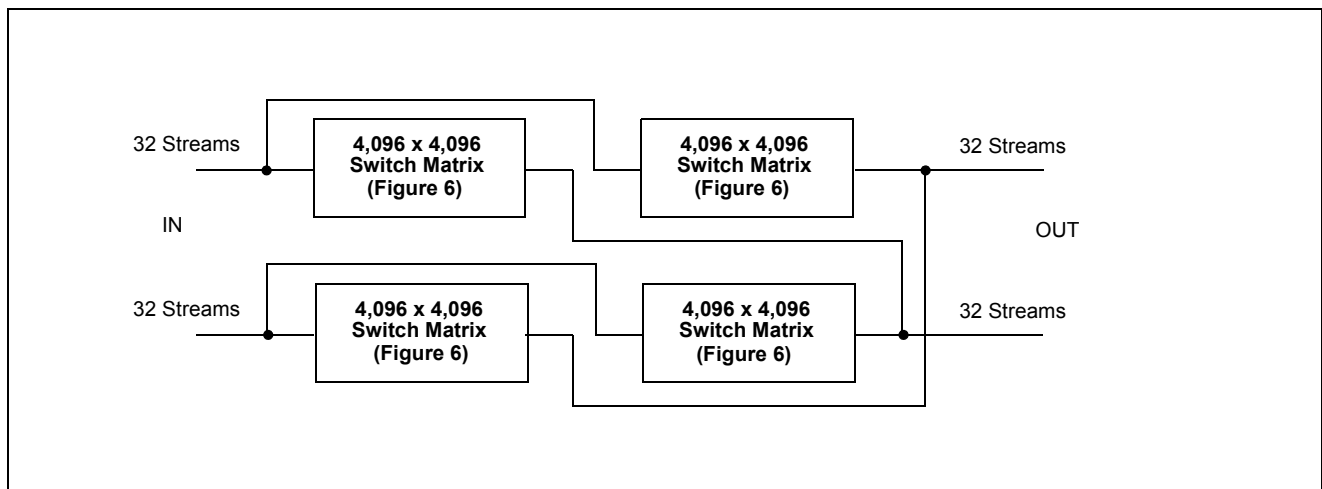 32 Streams
4,096 x 4,096
Switch Matrix
(Figure 6)
4,096 x 4,096
Switch Matrix
(Figure 6)
32 Streams
IN
OUT
32 Streams
4,096 x 4,096
Switch Matrix
(Figure 6)
4,096 x 4,096
Switch Matrix
(Figure 6)
32 Streams